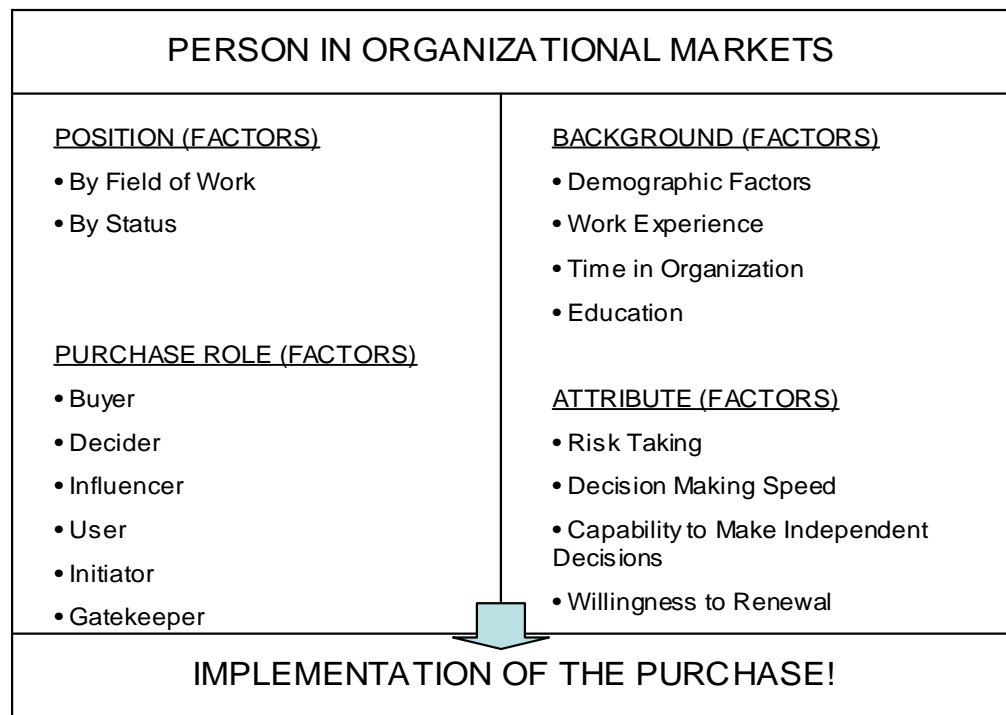 PERSON IN ORGANIZATIONAL MARKETS
POSITION (FACTORS)
• By Field of Work
• By Status
PURCHASE ROLE (FACTORS)
• Buyer
• Decider
• Influencer
• User
• Initiator
• Gatekeeper
BACKGROUND (FACTORS)
• Demographic Factors
• Work Experience
• Time in Organization
• Education
ATTRIBUTE (FACTORS)
• Risk Taking
• Decision Making Speed
• Capability to Make Independent
Decisions
• Willingness to Renewal
IMPLEMENTATION OF THE PURCHASE!